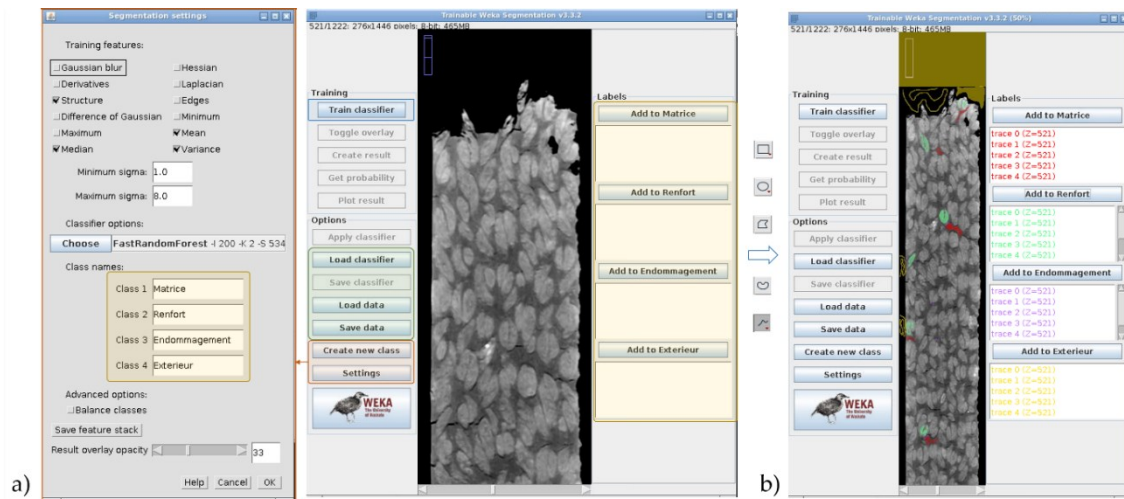 Segmentation settings
Training features:
Gaussian blur
Hessian
Derivatives
Laplacian
Structure
Edges
Difference of Gaussian
Minimum
Maximum
Mean
Median
Variance
Minimum sigma: 1.0
Maximum sigma: 8.0
Classifier options:
Choose FastRandomForest -I 200 -K 2 -S 534
Class names:
Class 1 Matrice
Class 2 Renfort
Class 3 Endommagement
Class 4 Exterieur
Advanced options:
Balance classes
Save feature stack
Result overlay opacity 33
Help Cancel OK
a)
Trainable Weka Segmentation v3.3.2
521/1222: 276x1446 pixels; 8-bit; 465MB
Training
Train classifier
Toggle overlay
Create result
Get probability
Plot result
Options
Apply classifier
Load classifier
Save classifier
Load data
Save data
Create new class
Settings
WEKA
The University
of Waikato
Labels
Add to Matrice
Add to Renfort
Add to Endommagement
Add to Exterieur
b)
Trainable Weka Segmentation v3.3.2 (50%)
521/1222: 276x1446 pixels; 8-bit; 465MB
Training
Train classifier
Toggle overlay
Create result
Get probability
Plot result
Options
Apply classifier
Load classifier
Save classifier
Load data
Save data
Create new class
Settings
WEKA
The University
of Waikato
Labels
Add to Matrice
trace 0 (Z=521)
trace 1 (Z=521)
trace 2 (Z=521)
trace 3 (Z=521)
trace 4 (Z=521)
Add to Renfort
trace 0 (Z=521)
trace 1 (Z=521)
trace 2 (Z=521)
trace 3 (Z=521)
trace 4 (Z=521)
Add to Endommagement
trace 0 (Z=521)
trace 1 (Z=521)
trace 2 (Z=521)
trace 3 (Z=521)
trace 4 (Z=521)
Add to Exterieur
trace 0 (Z=521)
trace 1 (Z=521)
trace 2 (Z=521)
trace 3 (Z=521)
trace 4 (Z=521)